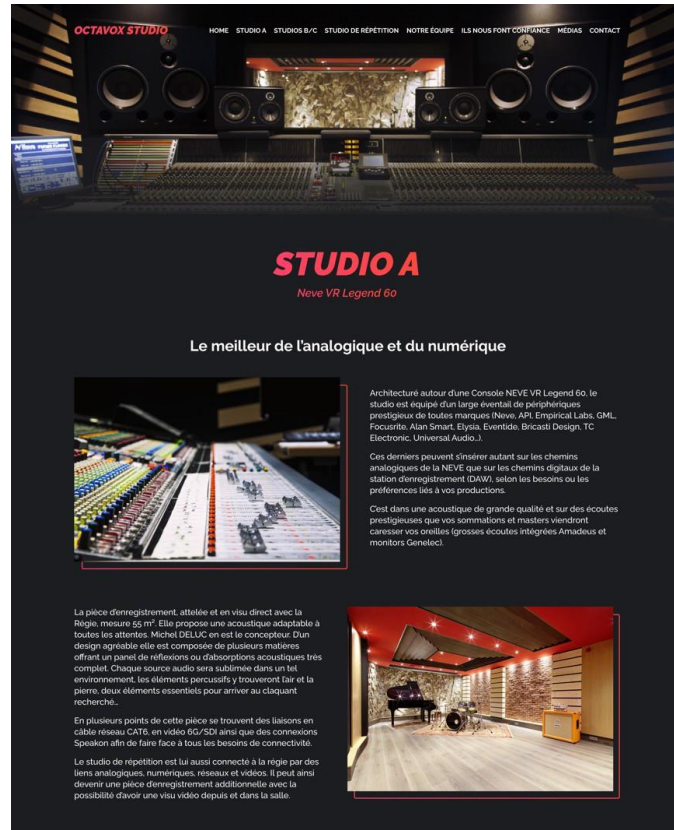 OCTAVOX STUDIO
HOME STUDIO A STUDIOS B/C STUDIO DE RÉPÉTITION NOTRE ÉQUIPE ILS NOUS FONT CONFIANCE MÉDIAS CONTACT
STUDIO A
Neve VR Legend 60
Le meilleur de l'analogique et du numérique
Architecturé autour d'une Console NEVE VR Legend 60, le
studio est équipé d'un large éventail de périphériques
prestigieux de toutes marques (Neve, API, Empirical Labs, GML,
Focusrite, Alan Smart, Elysia, Eventide, Bricasti Design, TC
Electronic, Universal Audio…).
Ces derniers peuvent s'insérer autant sur les chemins
analogiques de la NEVE que sur les chemins digitaux de la
station d'enregistrement (DAW), selon les besoins ou les
préférences liés à vos productions.
C'est dans une acoustique de grande qualité et sur des écoutes
prestigieuses que vos sommations et masters viendront
caresser vos oreilles (grosses écoutes intégrées Amadeus et
monitors Genelec).
La pièce d'enregistrement, attelée et en visu direct avec la
Régie, mesure 55 m². Elle propose une acoustique adaptable à
toutes les attentes. Michel DELUC en est le concepteur. D'un
design agréable elle est composée de plusieurs matières
offrant un panel de réflexions ou d'absorptions acoustiques très
complet. Chaque source audio sera sublimée dans un tel
environnement, les éléments percussifs y trouveront l'air et la
pierre, deux éléments essentiels pour arriver au claquant
recherché…
En plusieurs points de cette pièce se trouvent des liaisons en
câble réseau CAT6, en vidéo 6G/SDI ainsi que des connexions
Speakon afin de faire face à tous les besoins de connectivité.
Le studio de répétition est lui aussi connecté à la régie par des
liens analogiques, numériques, réseaux et vidéos. Il peut ainsi
devenir une pièce d'enregistrement additionnelle avec la
possibilité d'avoir une visu vidéo depuis et dans la salle.